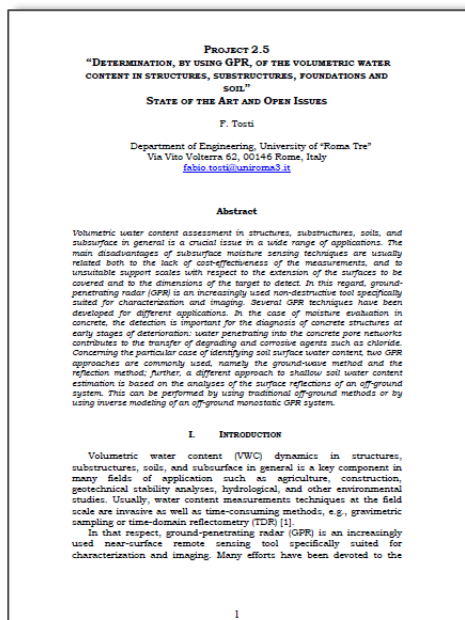 PROJECT 2.5
"DETERMINATION, BY USING GPR, OF THE VOLUMETRIC WATER
CONTENT IN STRUCTURES, SUBSTRUCTURES, FOUNDATIONS AND
SOIL"
STATE OF THE ART AND OPEN ISSUES
F. Tosti
Department of Engineering, University of "Roma Tre"
Via Vito Volterra 62, 00146 Rome, Italy
fabio.tosti@uniroma3.it
Abstract
Volumetric water content assessment in structures, substructures, soils, and
subsurface in general is a crucial issue in a wide range of applications. The
main disadvantages of subsurface moisture sensing techniques are usually
related both to the lack of cost-effectiveness of the measurements, and to
unsuitable support scales with respect to the extension of the surfaces to be
covered and to the dimensions of the target to detect. In this regard, ground-
penetrating radar (GPR) is an increasingly used non-destructive tool specifically
suited for characterization and imaging. Several GPR techniques have been
developed for different applications. In the case of moisture evaluation in
concrete, the detection is important for the diagnosis of concrete structures at
early stages of deterioration: water penetrating into the concrete pore networks
contributes to the transfer of degrading and corrosive agents such as chloride.
Concerning the particular case of identifying soil surface water content, two GPR
approaches are commonly used, namely the ground-wave method and the
reflection method; further, a different approach to shallow soil water content
estimation is based on the analyses of the surface reflections of an off-ground
system. This can be performed by using traditional off-ground methods or by
using inverse modeling of an off-ground monostatic GPR system.
I. INTRODUCTION
Volumetric water content (VWC) dynamics in structures,
substructures, soils, and subsurface in general is a key component in
many fields of application such as agriculture, construction,
geotechnical stability analyses, hydrological, and other environmental
studies. Usually, water content measurements techniques at the field
scale are invasive as well as time-consuming methods, e.g., gravimetric
sampling or time-domain reflectometry (TDR) [1].
In that respect, ground-penetrating radar (GPR) is an increasingly
used near-surface remote sensing tool specifically suited for
characterization and imaging. Many efforts have been devoted to the
1